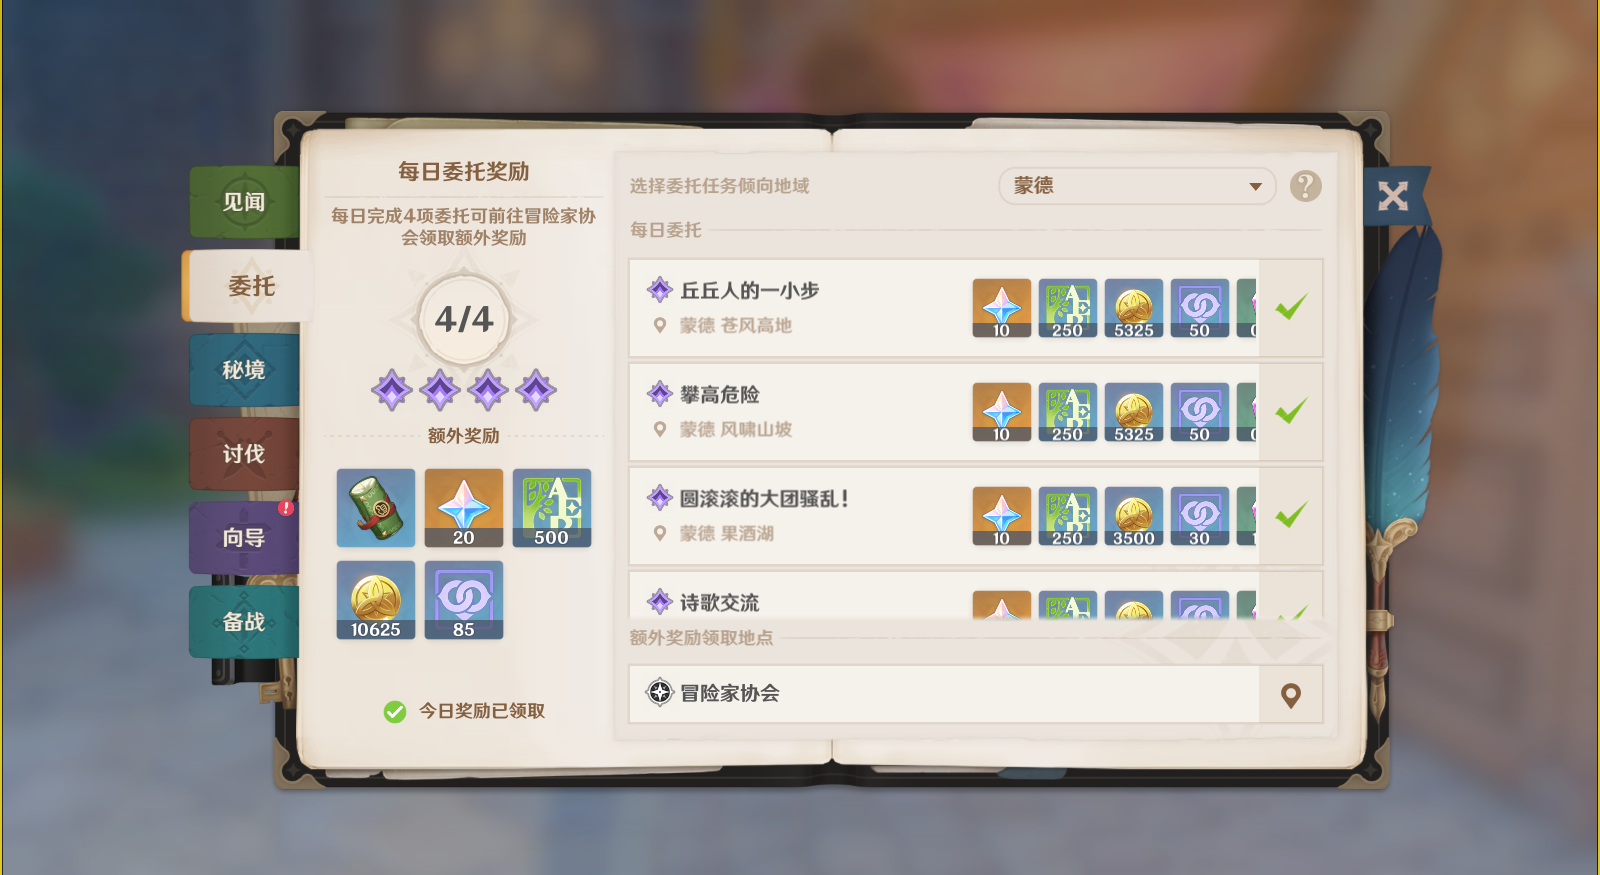 见闻
委托
秘境
讨伐
向导
备战
每日委托奖励
每日完成4项委托可前往冒险家协
会领取额外奖励
4/4
额外奖励
20
500
10625
85
今日奖励已领取
选择委托任务倾向地域
蒙德
?
每日委托
丘丘人的一小步
蒙德 苍风高地
10
250
5325
50
攀高危险
蒙德 风啸山坡
10
250
5325
50
圆滚滚的大团骚乱！
蒙德 果酒湖
10
250
3500
30
诗歌交流
额外奖励领取地点
冒险家协会